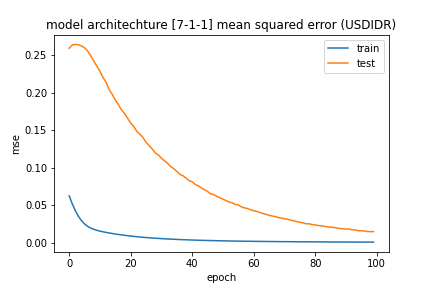 model architechture [7-1-1] mean squared error (USDIDR)
train
test
0.25
0.20
0.15
0.10
0.05
0.00
mse
0 20 40 60 80 100
epoch